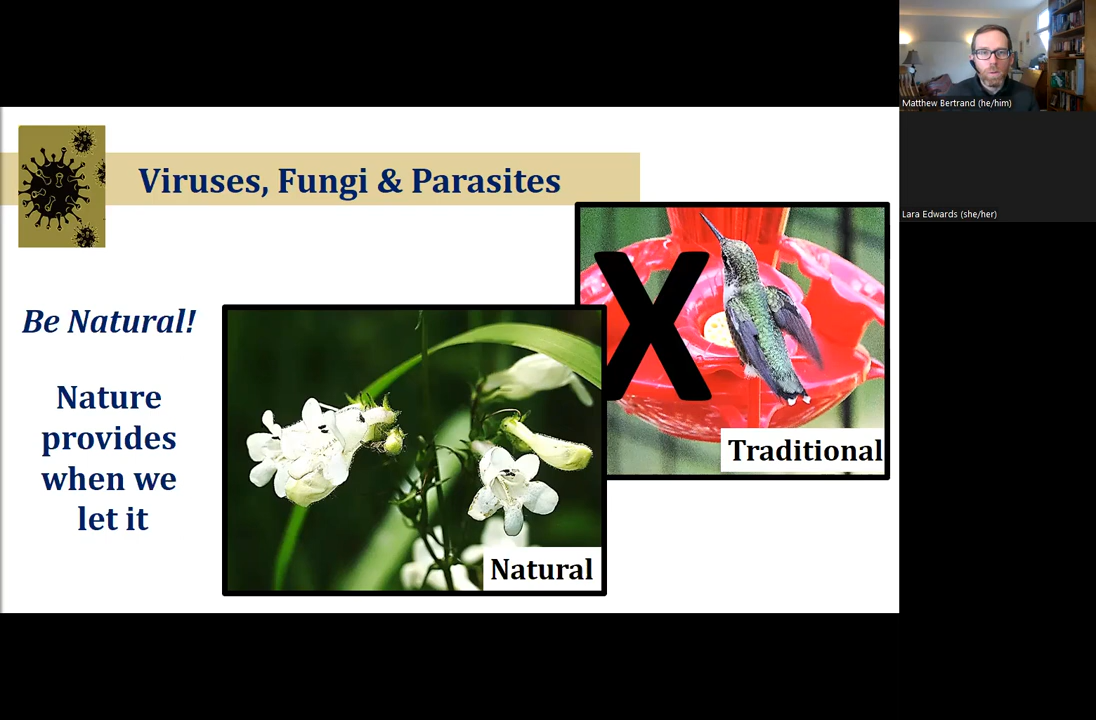 Matthew Bertrand (he/him)
Lara Edwards (she/her)
Viruses, Fungi & Parasites
Be Natural!
Nature
provides
when we
let it
X
Traditional
Natural